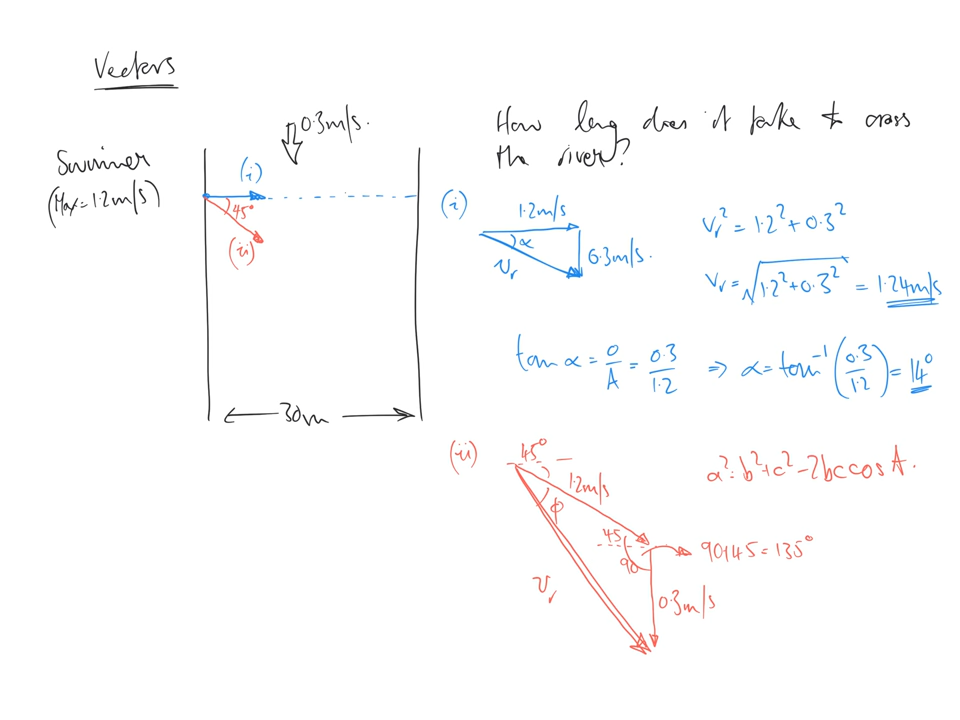 Vectors
0.3m/s.
Swimmer
(Max=1.2m/s)
(i)
45°
(ii)
30m
How long does it take to cross
the river?
(i)
1.2m/s
α
0.3m/s.
vᵣ
vᵣ² = 1.2² + 0.3²
vᵣ = √1.2²+0.3² = 1.24m/s
tan α = O/A = 0.3/1.2 ⇒ α = tan⁻¹(0.3/1.2) = 14°
(ii)
45°
1.2m/s
ϕ
a² = b² + c² - 2bc cos A.
45
90
90+45=135°
vᵣ
0.3m/s